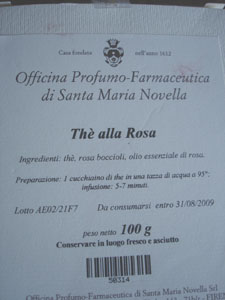 Casa fondata nell'anno 1612
Officina Profumo-Farmaceutica
di Santa Maria Novella
Thè alla Rosa
Ingredienti: thè, rosa boccioli, olio essenziale di rosa.
Preparazione: 1 cucchiaino di the in una tazza di acqua a 95°:
infusione: 5-7 minuti.
Lotto AE02/21F7 Da consumarsi entro 31/08/2009
peso netto 100 g
Conservare in luogo fresco e asciutto
50314
Officina Profumo-Farmaceutica di Santa Maria Novella Srl